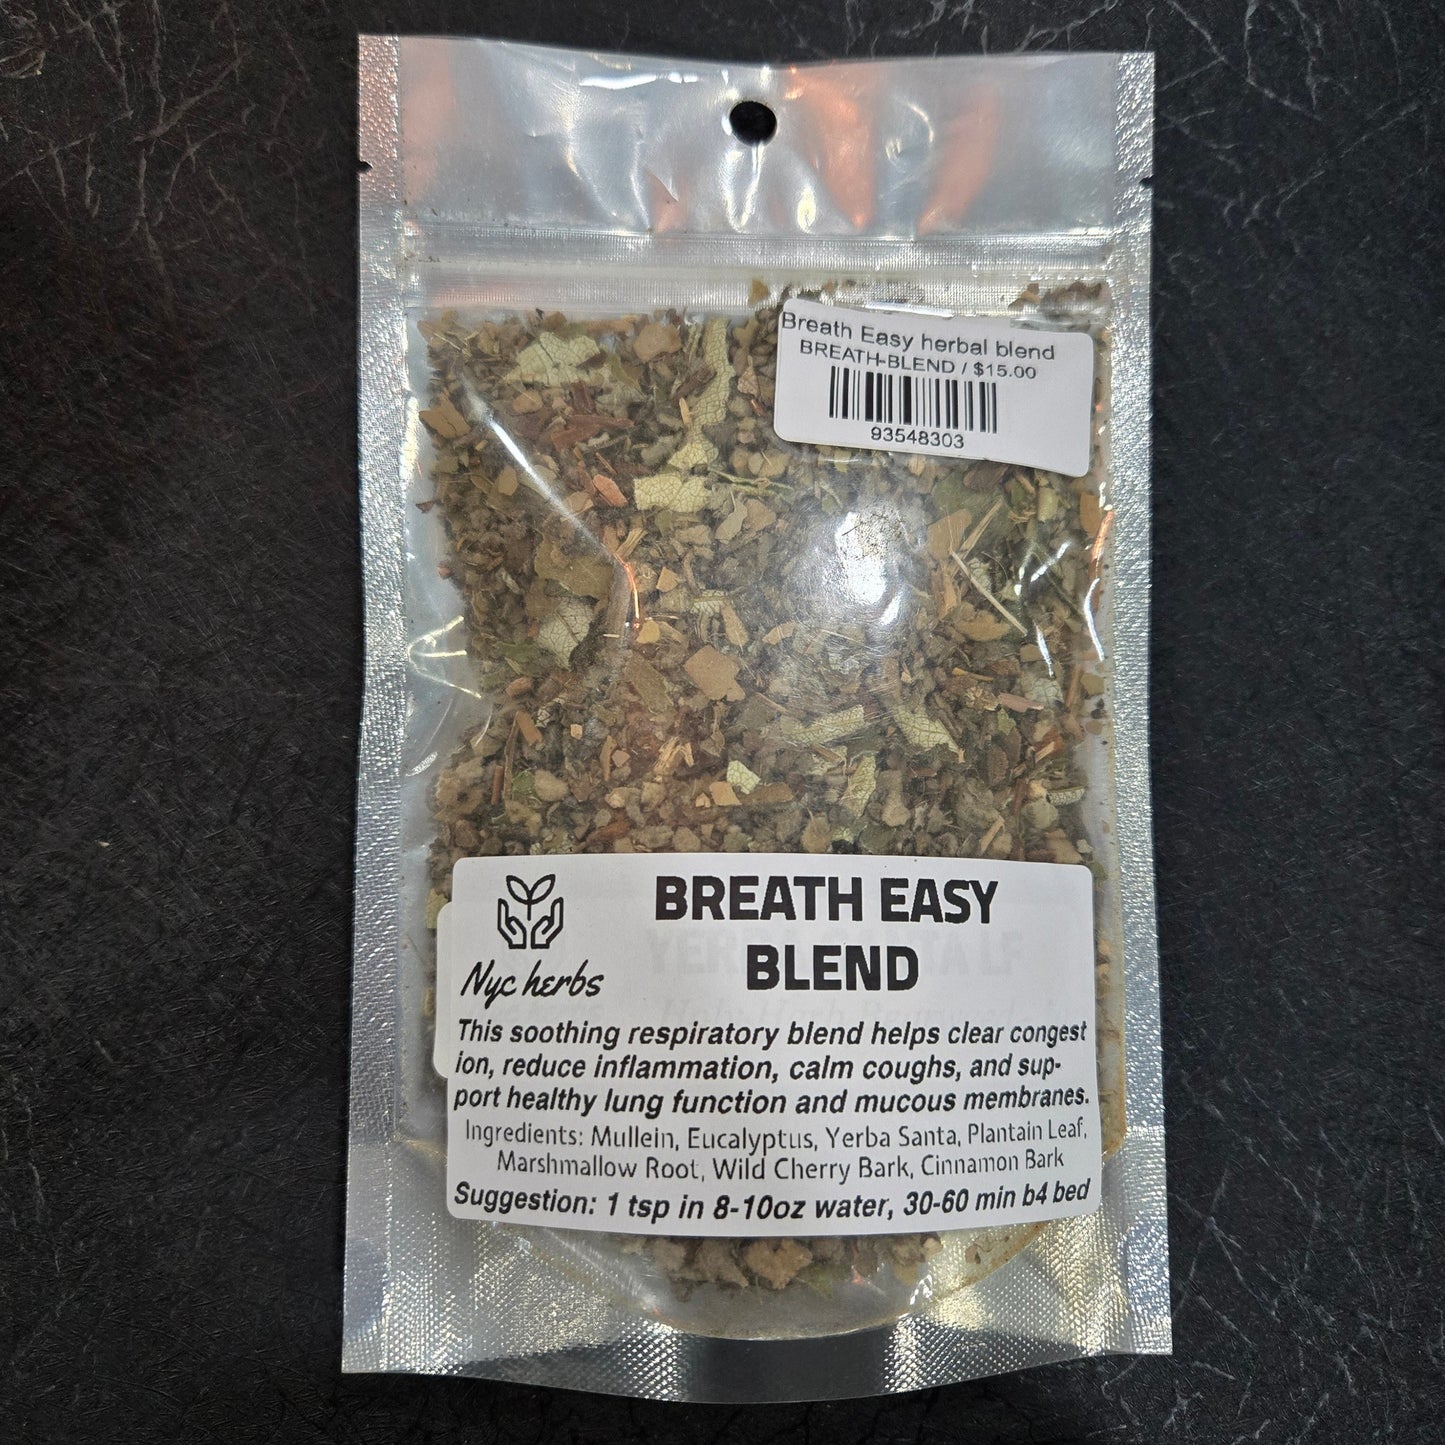 Breath Easy herbal blend
BREATH-BLEND / $15.00
93548303
BREATH EASY
BLEND
Nyc herbs
This soothing respiratory blend helps clear congest
ion, reduce inflammation, calm coughs, and sup-
port healthy lung function and mucous membranes.
Ingredients: Mullein, Eucalyptus, Yerba Santa, Plantain Leaf,
Marshmallow Root, Wild Cherry Bark, Cinnamon Bark
Suggestion: 1 tsp in 8-10oz water, 30-60 min b4 bed